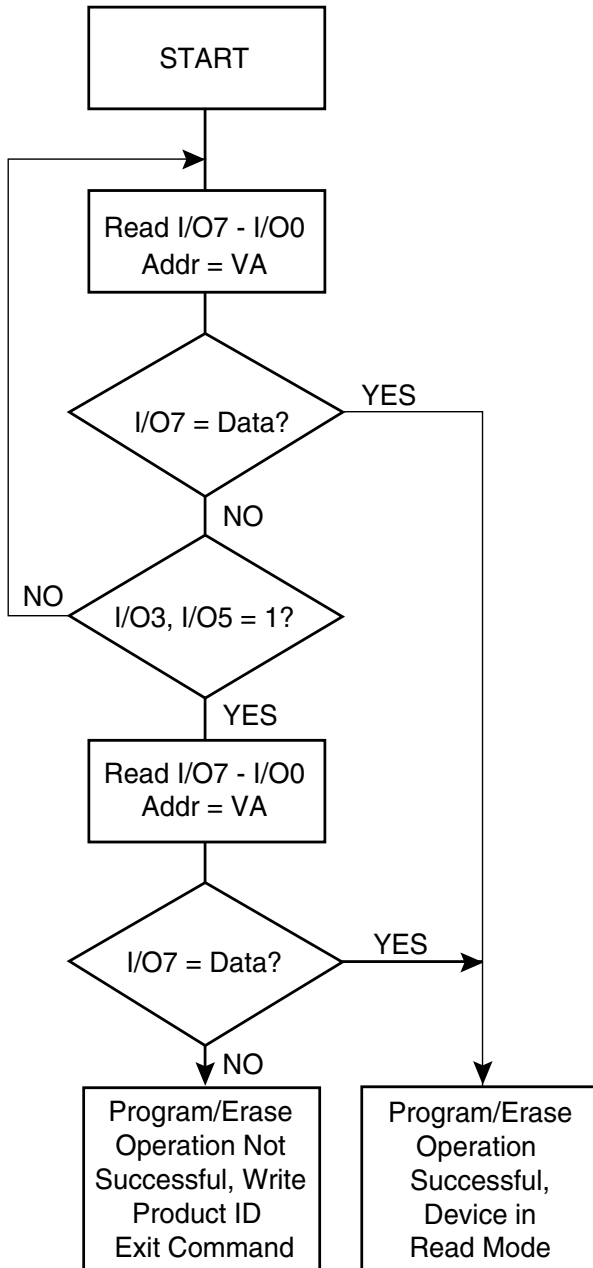 START
Read I/O7 - I/O0
Addr = VA
I/O7 = Data?
YES
NO
I/O3, I/O5 = 1?
NO
YES
Read I/O7 - I/O0
Addr = VA
I/O7 = Data?
YES
NO
Program/Erase
Operation Not
Successful, Write
Product ID
Exit Command
Program/Erase
Operation
Successful,
Device in
Read Mode